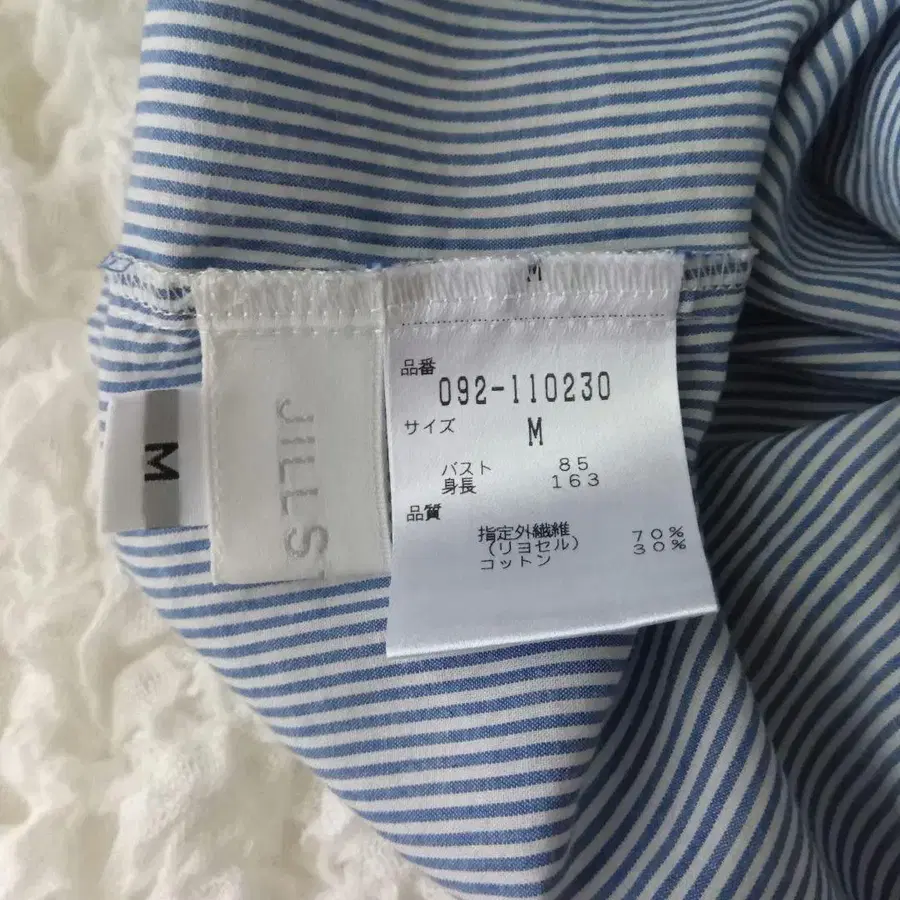 M
M
JILLS
品番
092-110230
サイズ M
バスト 85
身長 163
品質
指定外繊維 70%
(リヨセル) 30%
コットン